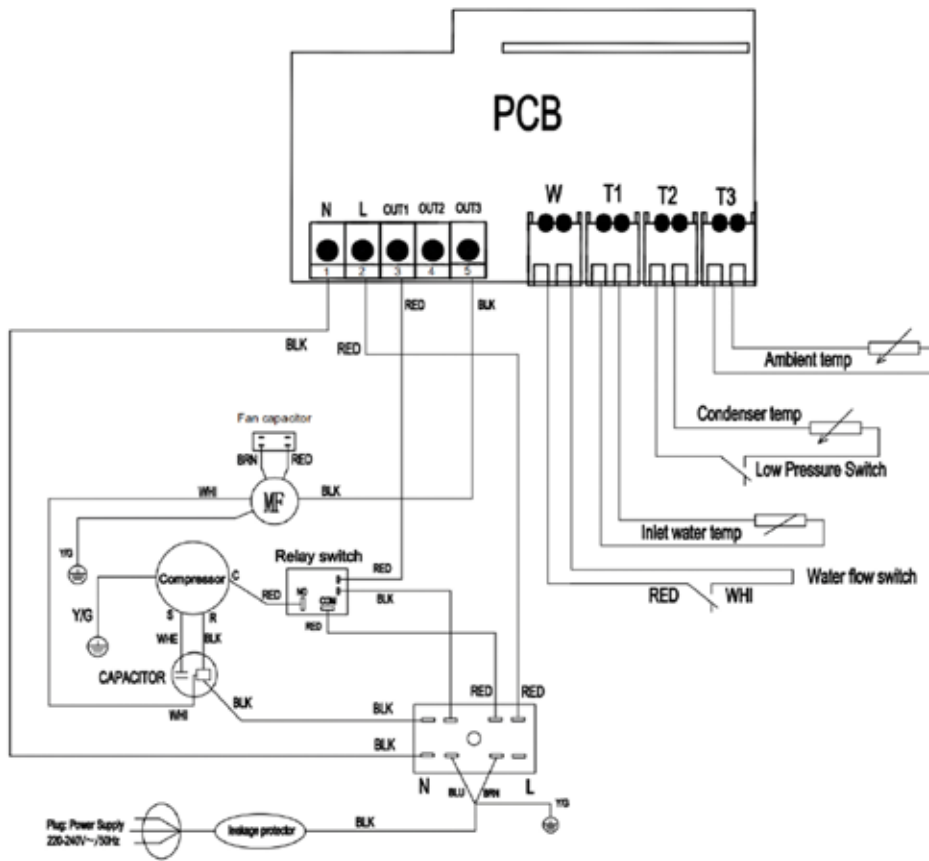 PCB
W T1 T2 T3
N L OUT1 OUT2 OUT3
1 2 3 4 5
RED BLK
BLK RED
Ambient temp
Fan capacitor
Condenser temp
BRN RED
Low Pressure Switch
WHI MF BLK
Inlet water temp
Y/G
Relay switch
Compressor C
RED
Water flow switch
RED NO COM BLK
RED WHI
Y/G S R
RED
WHE BLK
CAPACITOR
BLK
RED RED
WHI BLK
BLK
N L
BLU BRN
Y/G
Plug: Power Supply
220-240V~/50Hz
leakage protector
BLK